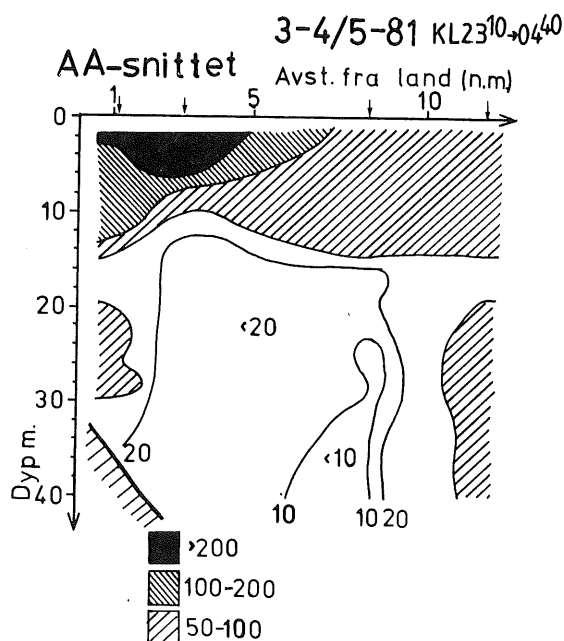 3-4/5-81 KL23¹⁰→04⁴⁰
AA-snittet
Avst. fra land (n.m)
1 5 10
0
10
20
30
40
Dyp m.
<20
<10
20
10
10 20
>200
100-200
50-100